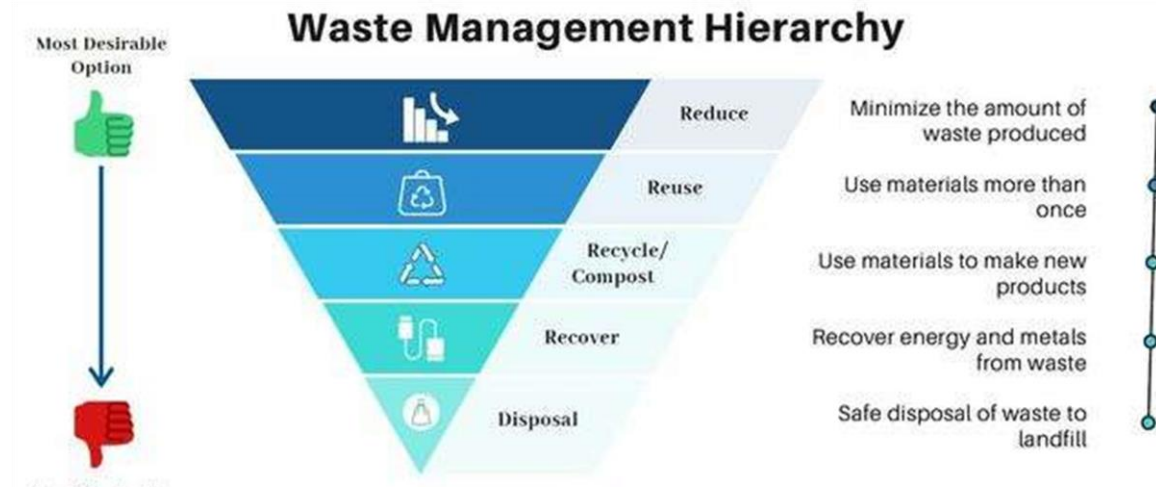 Waste Management Hierarchy
Most Desirable
Option
Reduce
Minimize the amount of
waste produced
Reuse
Use materials more than
once
Recycle/
Compost
Use materials to make new
products
Recover
Recover energy and metals
from waste
Disposal
Safe disposal of waste to
landfill